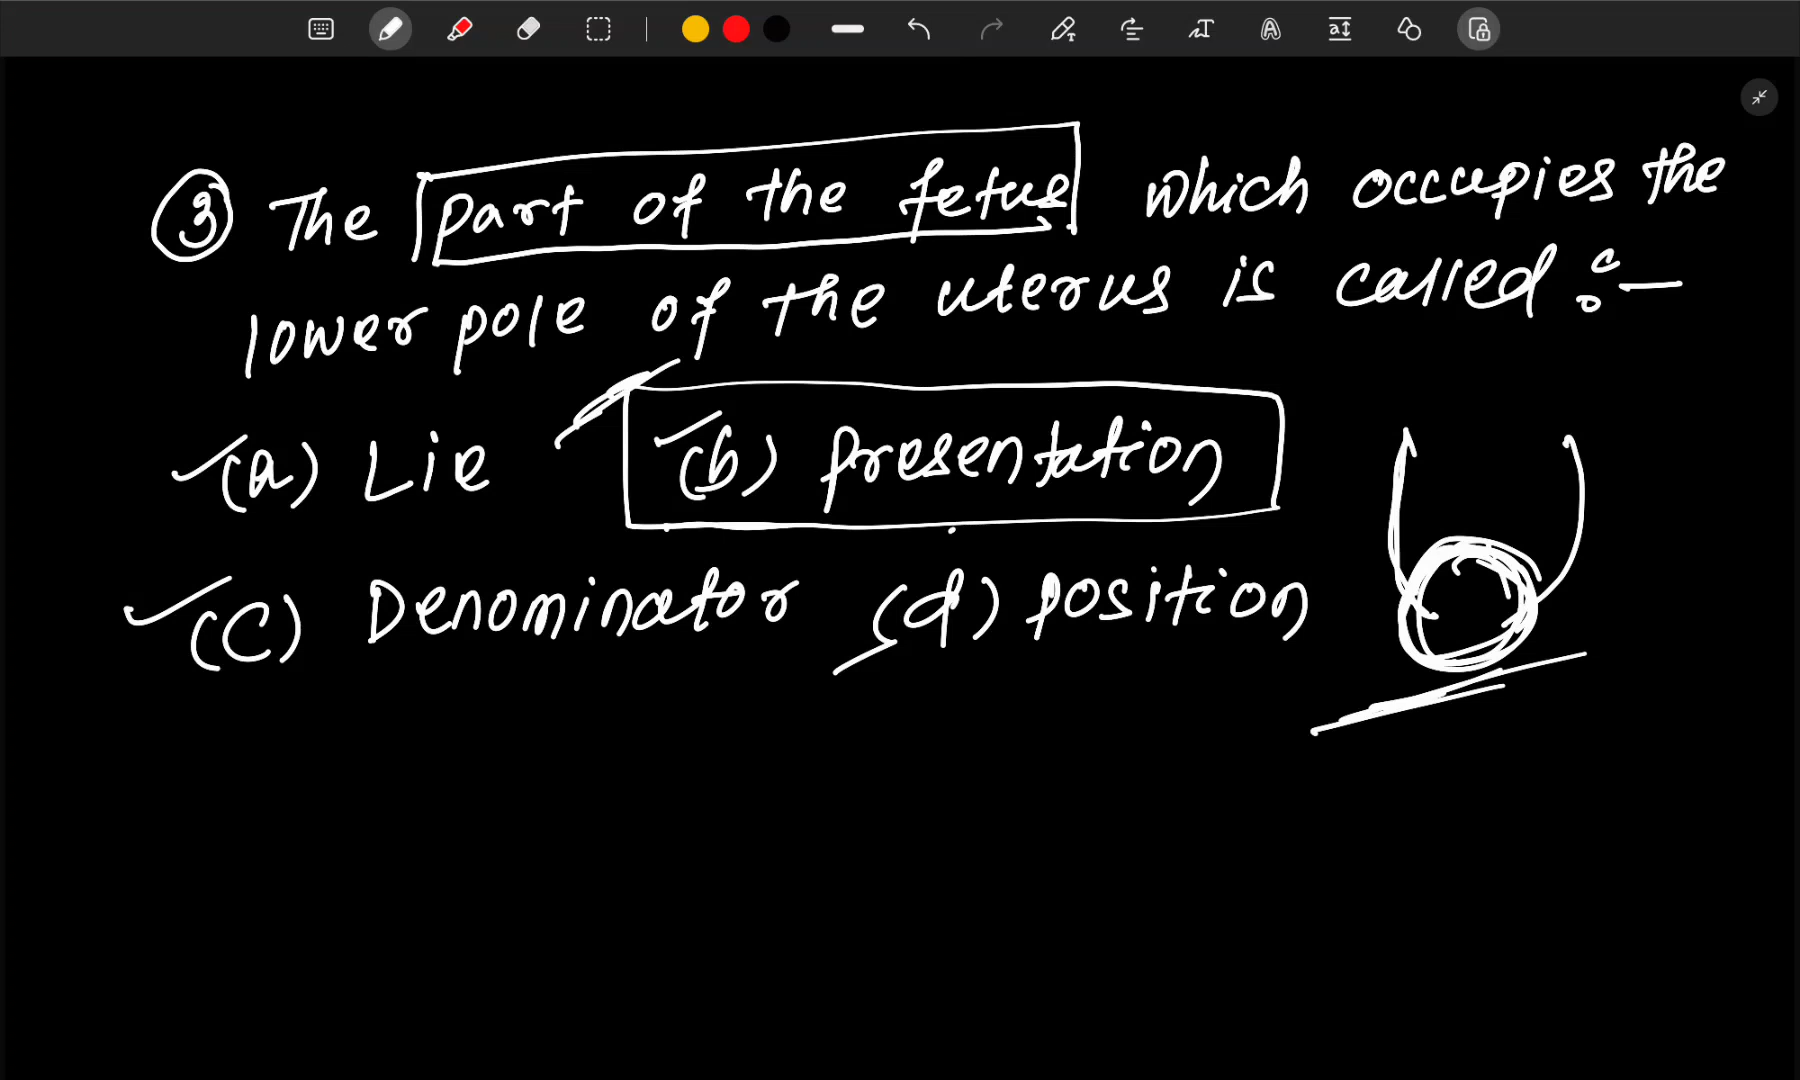 ③ The part of the fetus which occupies the
lower pole of the uterus is called :-
(a) Lie (b) presentation
(c) Denominator (d) position